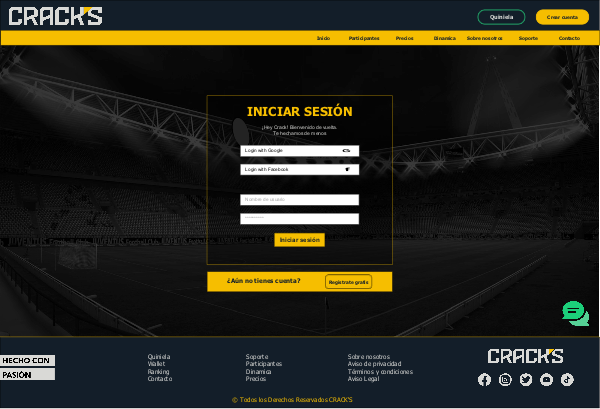 CRACK'S
Quiniela
Crear cuenta
Inicio
Participantes
Precios
Dinamica
Sobre nosotros
Soporte
Contacto
INICIAR SESIÓN
¡Hey Crack! Bienvenido de vuelta.
Te hechamos de menos
Login with Google
Login with Facebook
Nombre de usuario
Iniciar sesión
¿Aún no tienes cuenta?
Registrate gratis
HECHO CON
PASIÓN
Quiniela
Wallet
Ranking
Contacto
Soporte
Participantes
Dinamica
Precios
Sobre nosotros
Aviso de privacidad
Términos y condiciones
Aviso Legal
CRACK'S
© Todos los Derechos Reservados CRACK'S